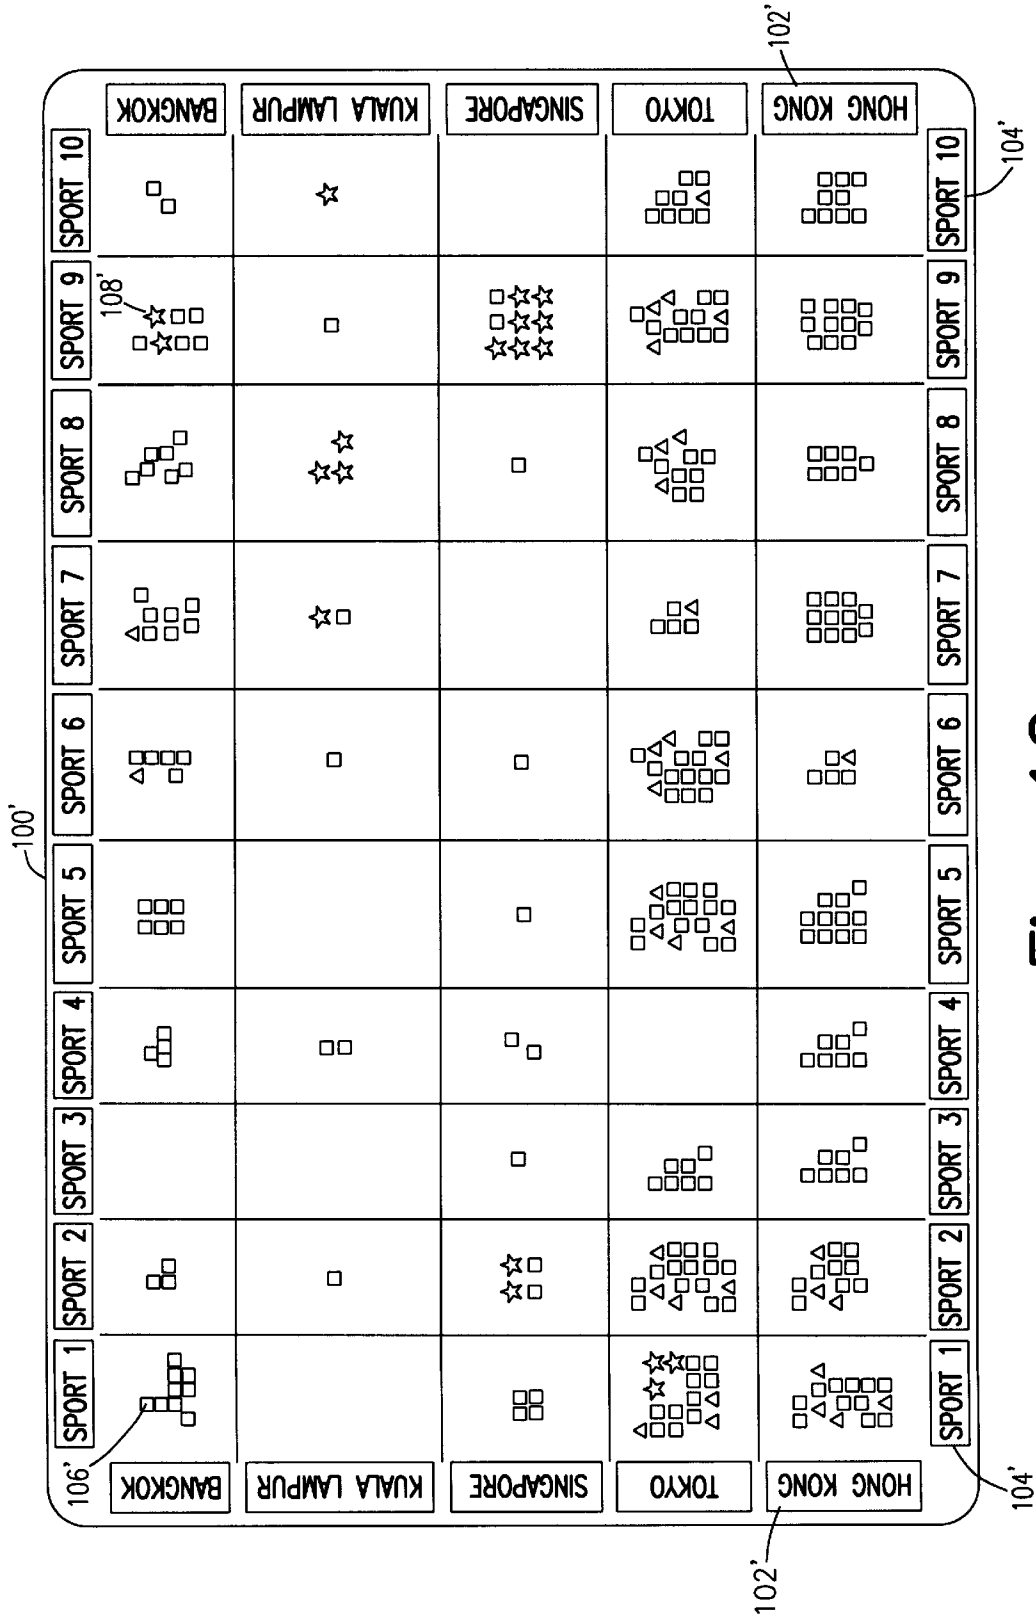 100'
SPORT 1
SPORT 2
SPORT 3
SPORT 4
SPORT 5
SPORT 6
SPORT 7
SPORT 8
SPORT 9
SPORT 10
106'
108'
BANGKOK
BANGKOK
KUALA LAMPUR
KUALA LAMPUR
SINGAPORE
SINGAPORE
TOKYO
TOKYO
HONG KONG
HONG KONG
102'
102'
SPORT 1
SPORT 2
SPORT 3
SPORT 4
SPORT 5
SPORT 6
SPORT 7
SPORT 8
SPORT 9
SPORT 10
104'
104'